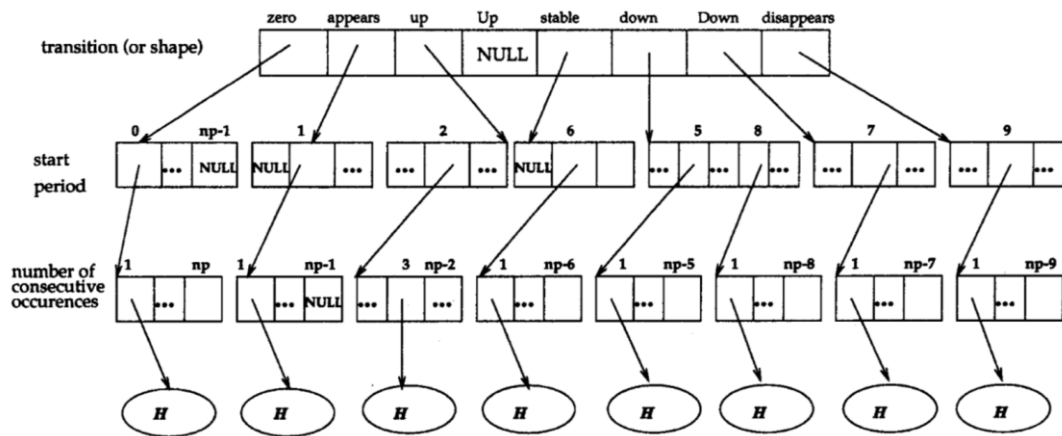 zero appears up Up stable down Down disappears
transition (or shape)
NULL
0 np-1 1 2 6 5 8 7 9
start
period
... NULL NULL ... ... ... NULL ... ... ... ... ... ... ...
number of
consecutive
occurences
1 np 1 np-1 3 np-2 1 np-6 1 np-5 1 np-8 1 np-7 1 np-9
... ... NULL ... ... ... ... ... ... ...
H H H H H H H H